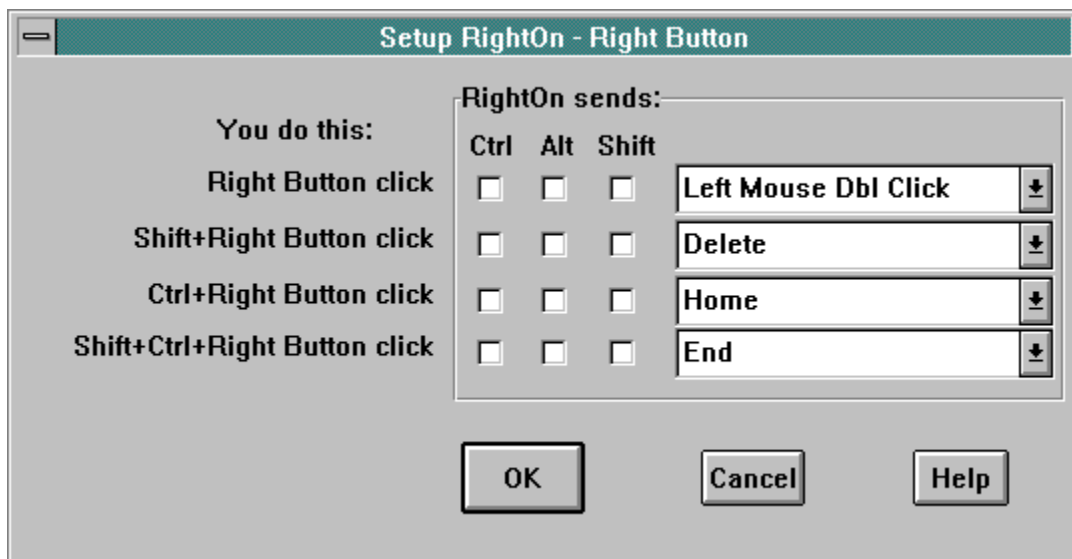 Setup RightOn - Right Button
RightOn sends:
You do this:
Ctrl Alt Shift
Right Button click
Left Mouse Dbl Click
Shift+Right Button click
Delete
Ctrl+Right Button click
Home
Shift+Ctrl+Right Button click
End
OK
Cancel
Help